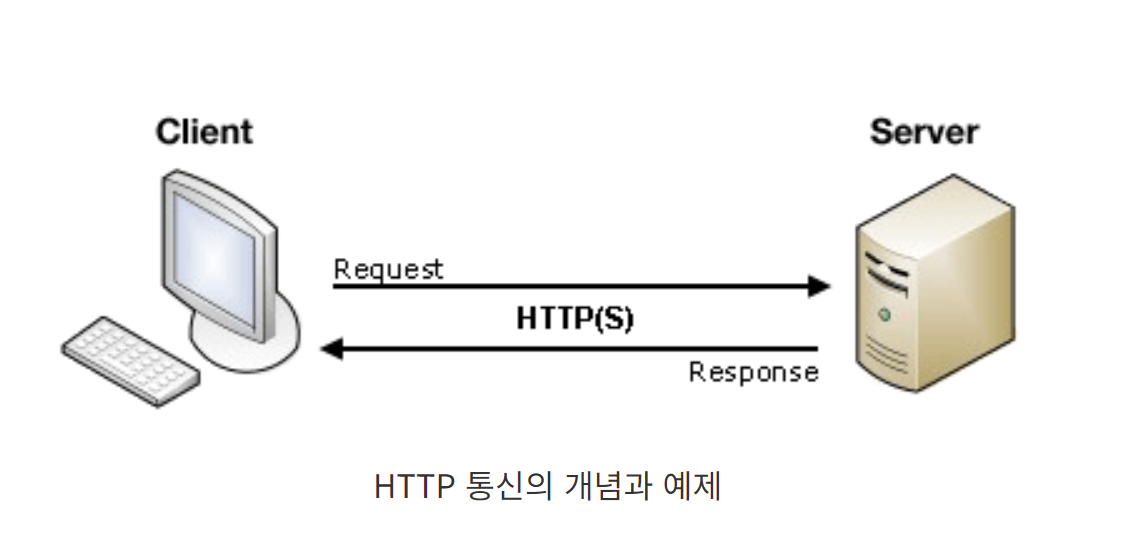 Client
Server
Request
HTTP(S)
Response
HTTP 통신의 개념과 예제